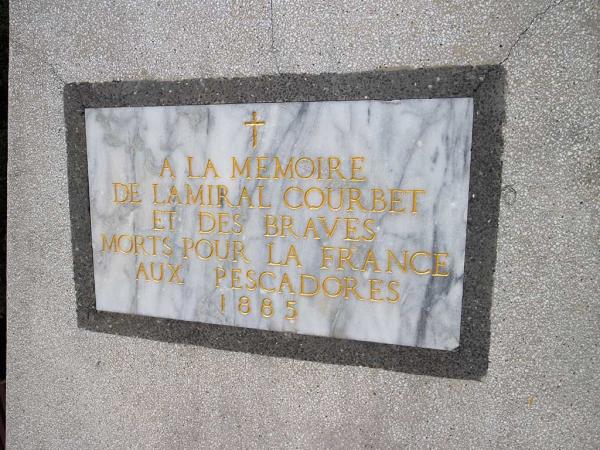 A LA MEMOIRE
DE LAMIRAL COURBET
ET DES BRAVES
MORTS POUR LA FRANCE
AUX PESCADORES
1885